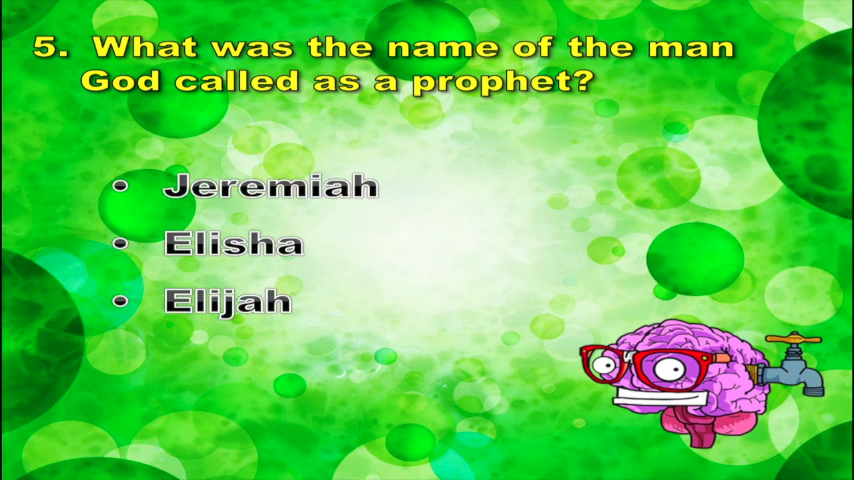 5. What was the name of the man
God called as a prophet?
• Jeremiah
• Elisha
• Elijah